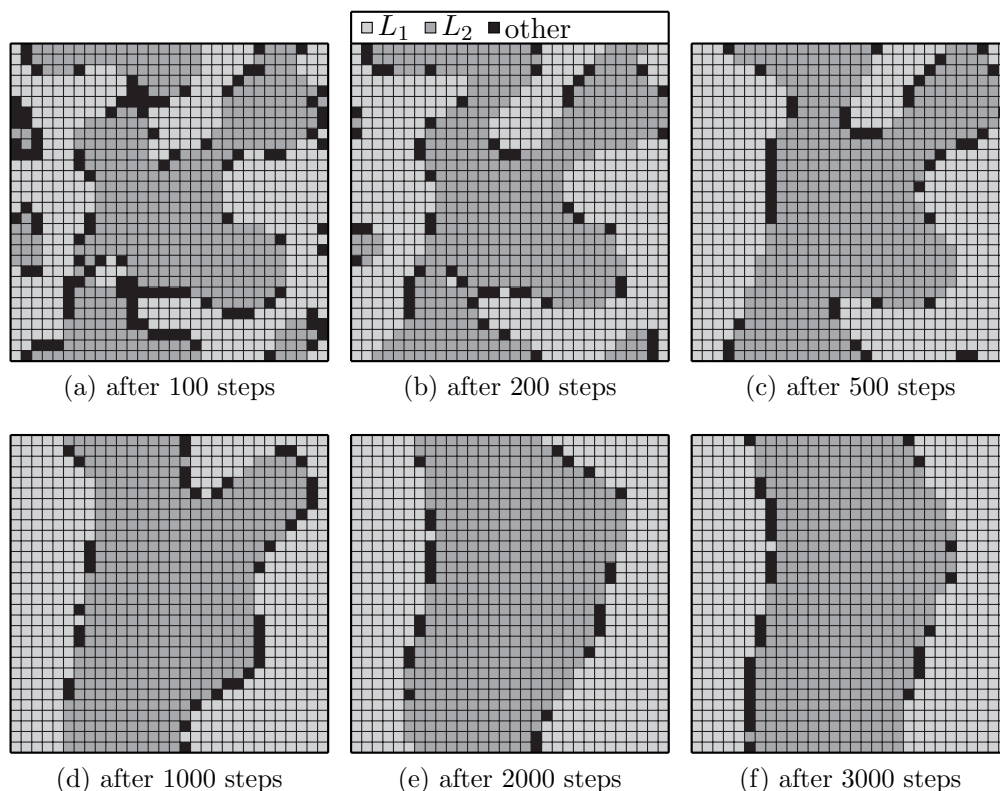 L₁ L₂ other
(a) after 100 steps (b) after 200 steps (c) after 500 steps
(d) after 1000 steps (e) after 2000 steps (f) after 3000 steps